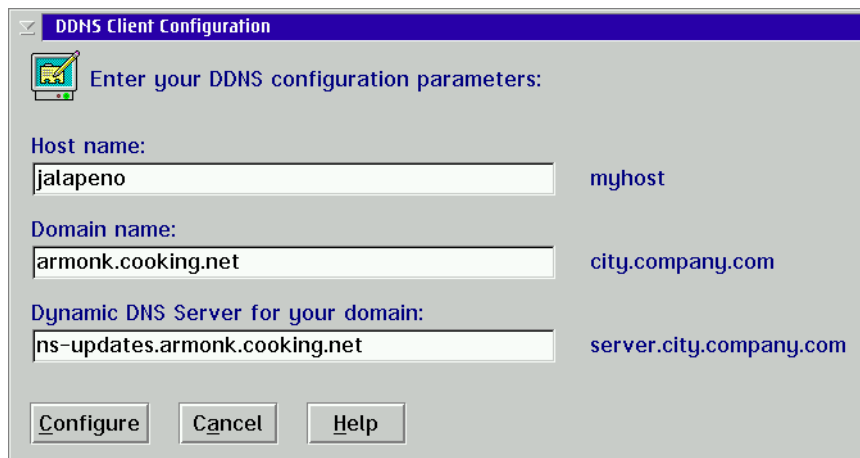 DDNS Client Configuration
Enter your DDNS configuration parameters:
Host name:
jalapeno myhost
Domain name:
armonk.cooking.net city.company.com
Dynamic DNS Server for your domain:
ns-updates.armonk.cooking.net server.city.company.com
Configure Cancel Help